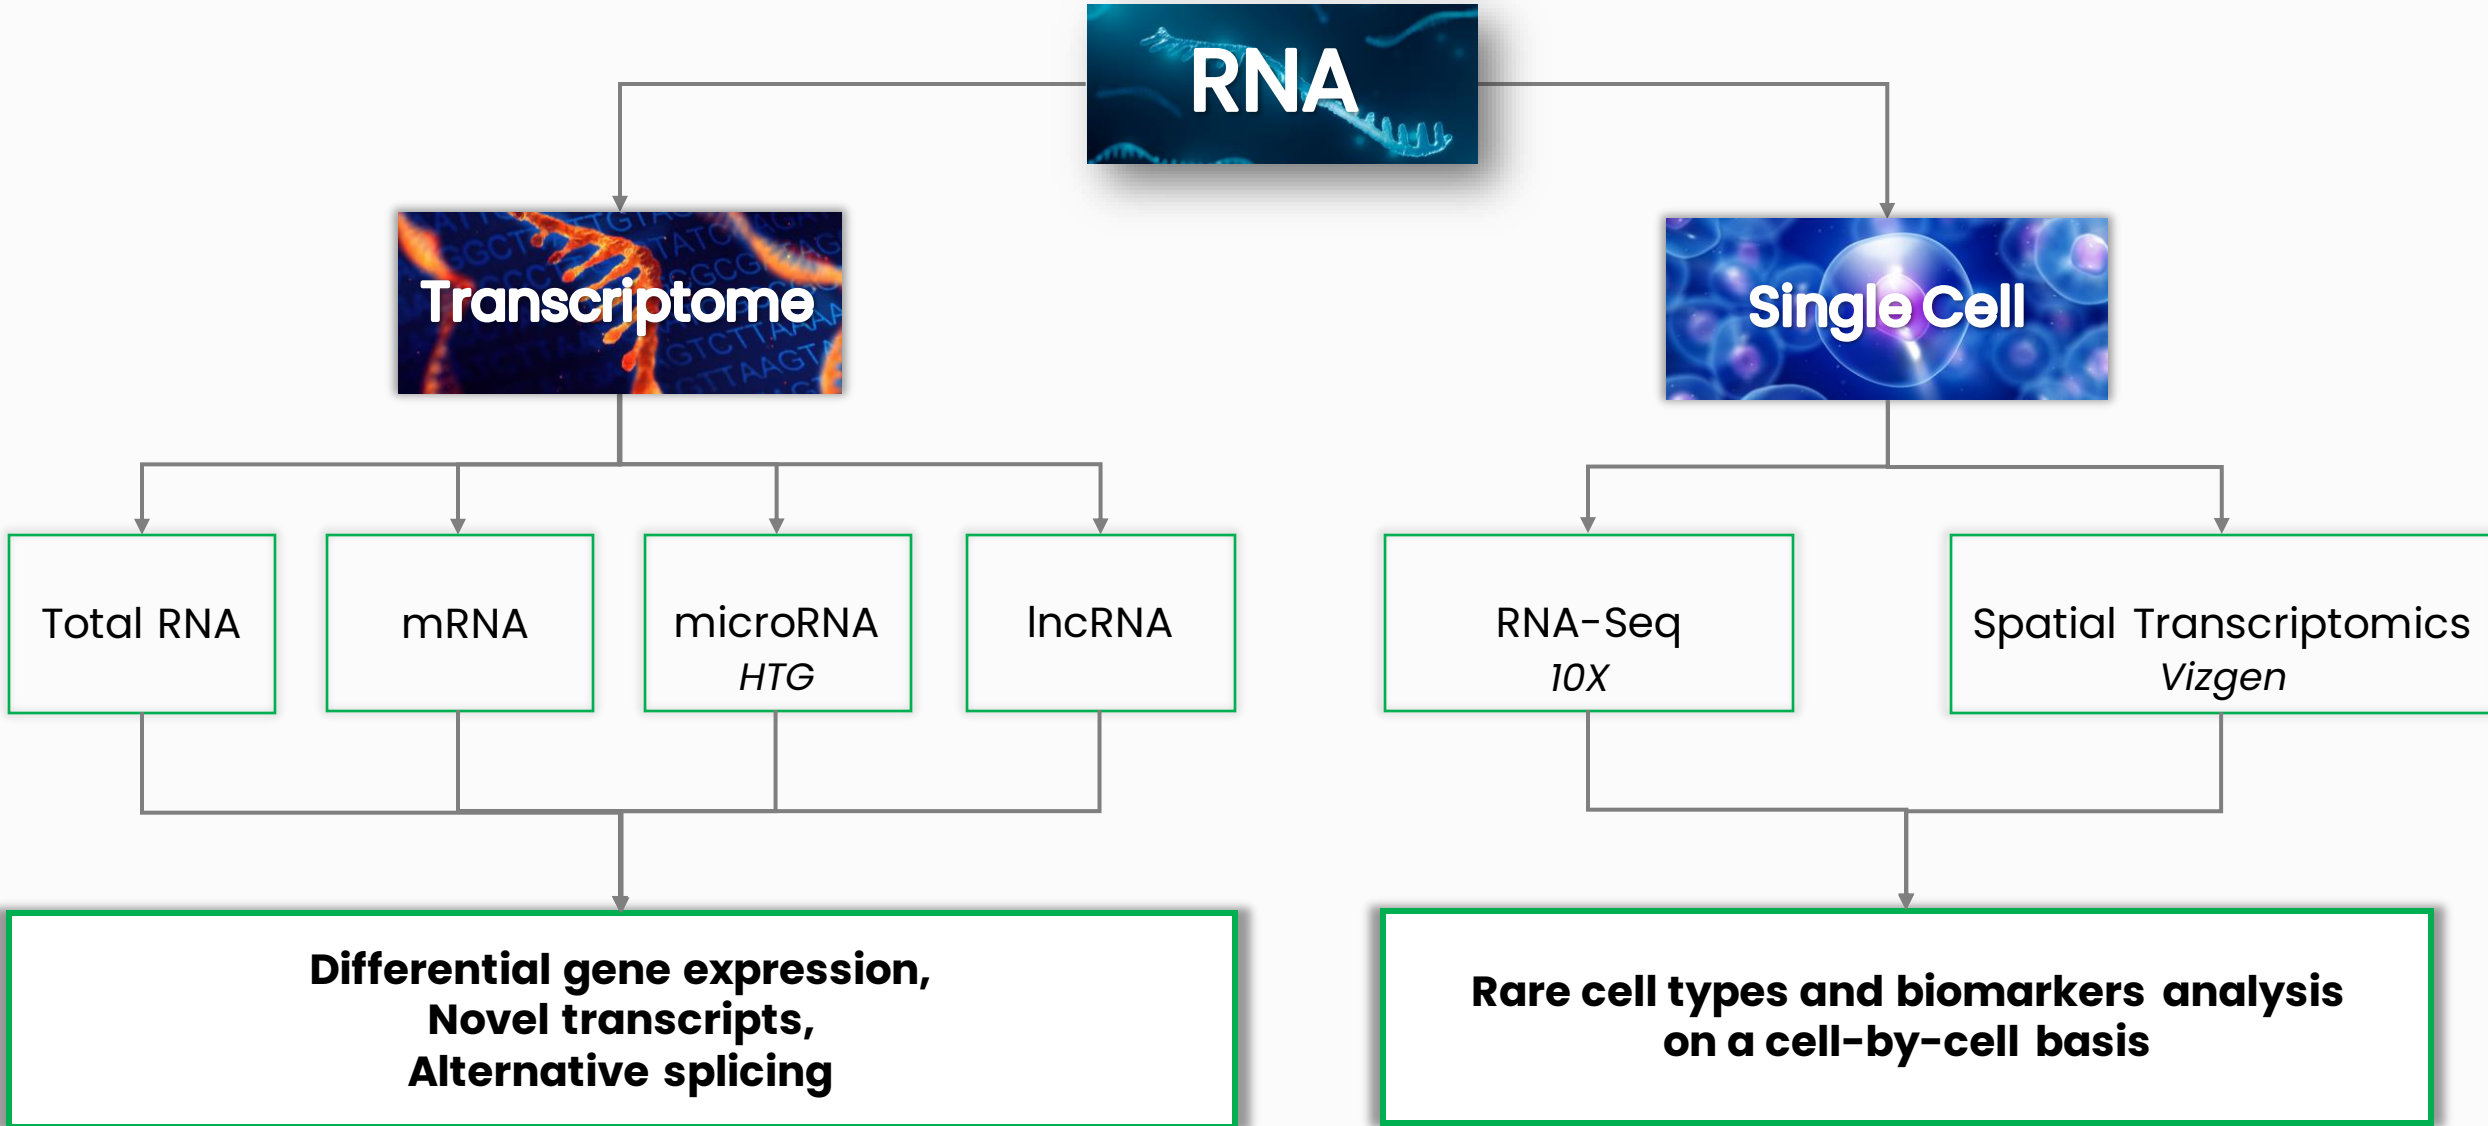 RNA
Transcriptome
Single Cell
Total RNA
mRNA
microRNA
HTG
lncRNA
RNA-Seq
10X
Spatial Transcriptomics
Vizgen
Differential gene expression,
Novel transcripts,
Alternative splicing
Rare cell types and biomarkers analysis
on a cell-by-cell basis